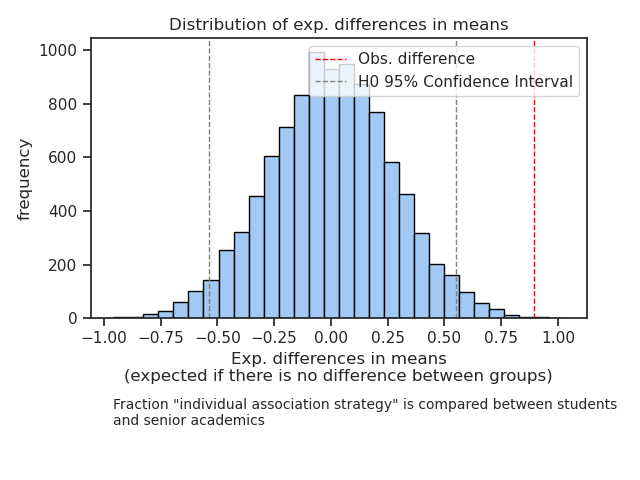 Distribution of exp. differences in means
Obs. difference
H0 95% Confidence Interval
frequency
1000
800
600
400
200
0
−1.00 −0.75 −0.50 −0.25 0.00 0.25 0.50 0.75 1.00
Exp. differences in means
(expected if there is no difference between groups)
Fraction "individual association strategy" is compared between students
and senior academics